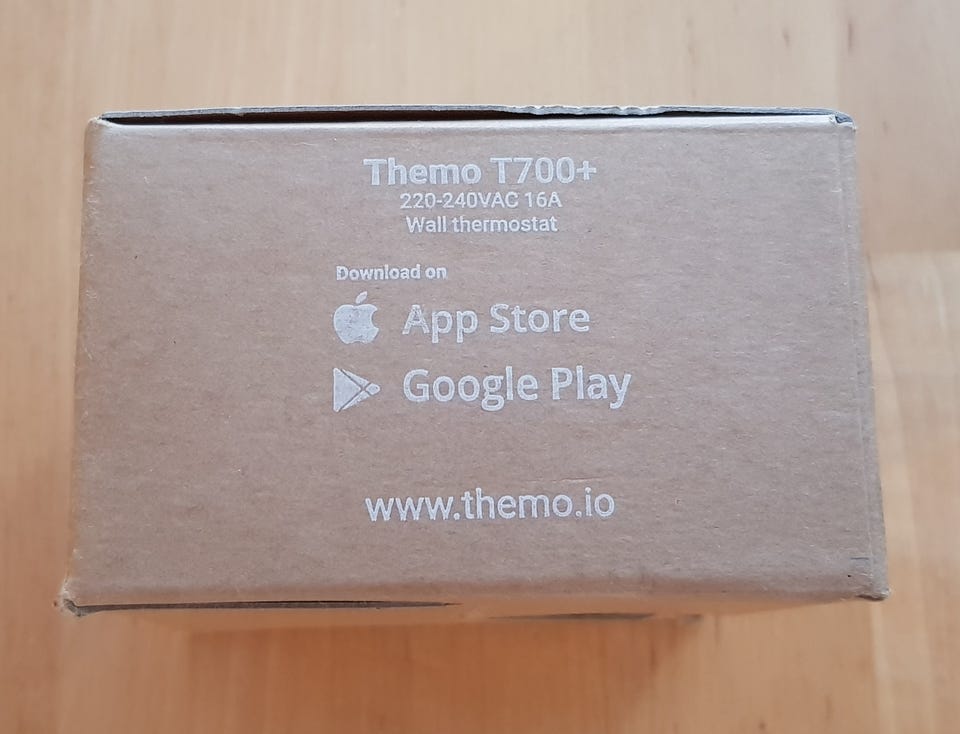 Themo T700+
220-240VAC 16A
Wall thermostat
Download on
App Store
Google Play
www.themo.io